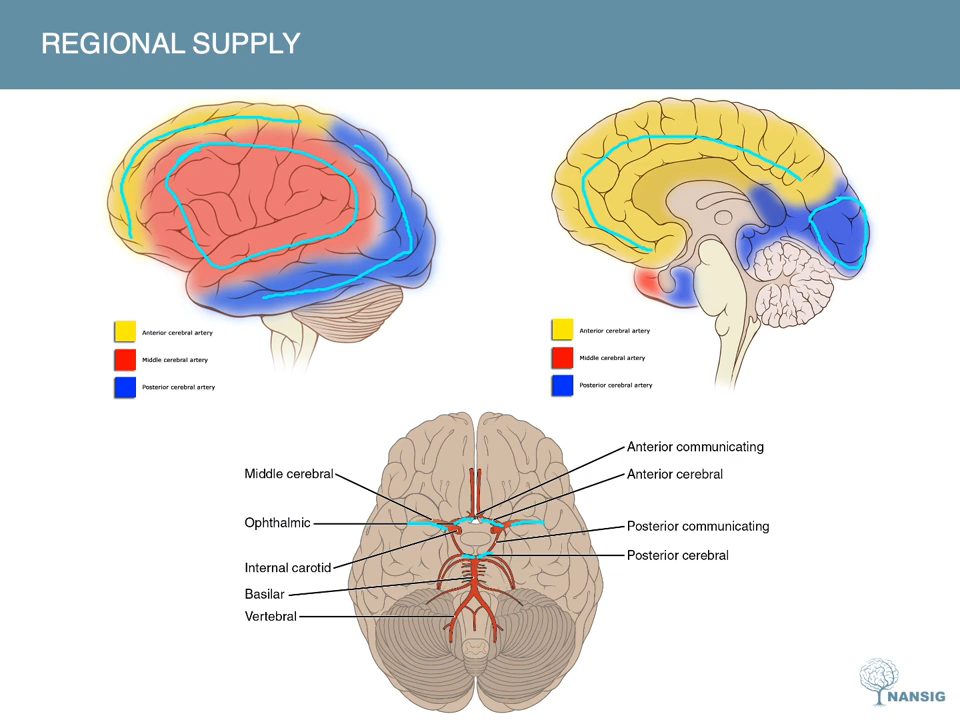 REGIONAL SUPPLY
Anterior cerebral artery
Middle cerebral artery
Posterior cerebral artery
Anterior cerebral artery
Middle cerebral artery
Posterior cerebral artery
Middle cerebral
Ophthalmic
Internal carotid
Basilar
Vertebral
Anterior communicating
Anterior cerebral
Posterior communicating
Posterior cerebral
NANSIG